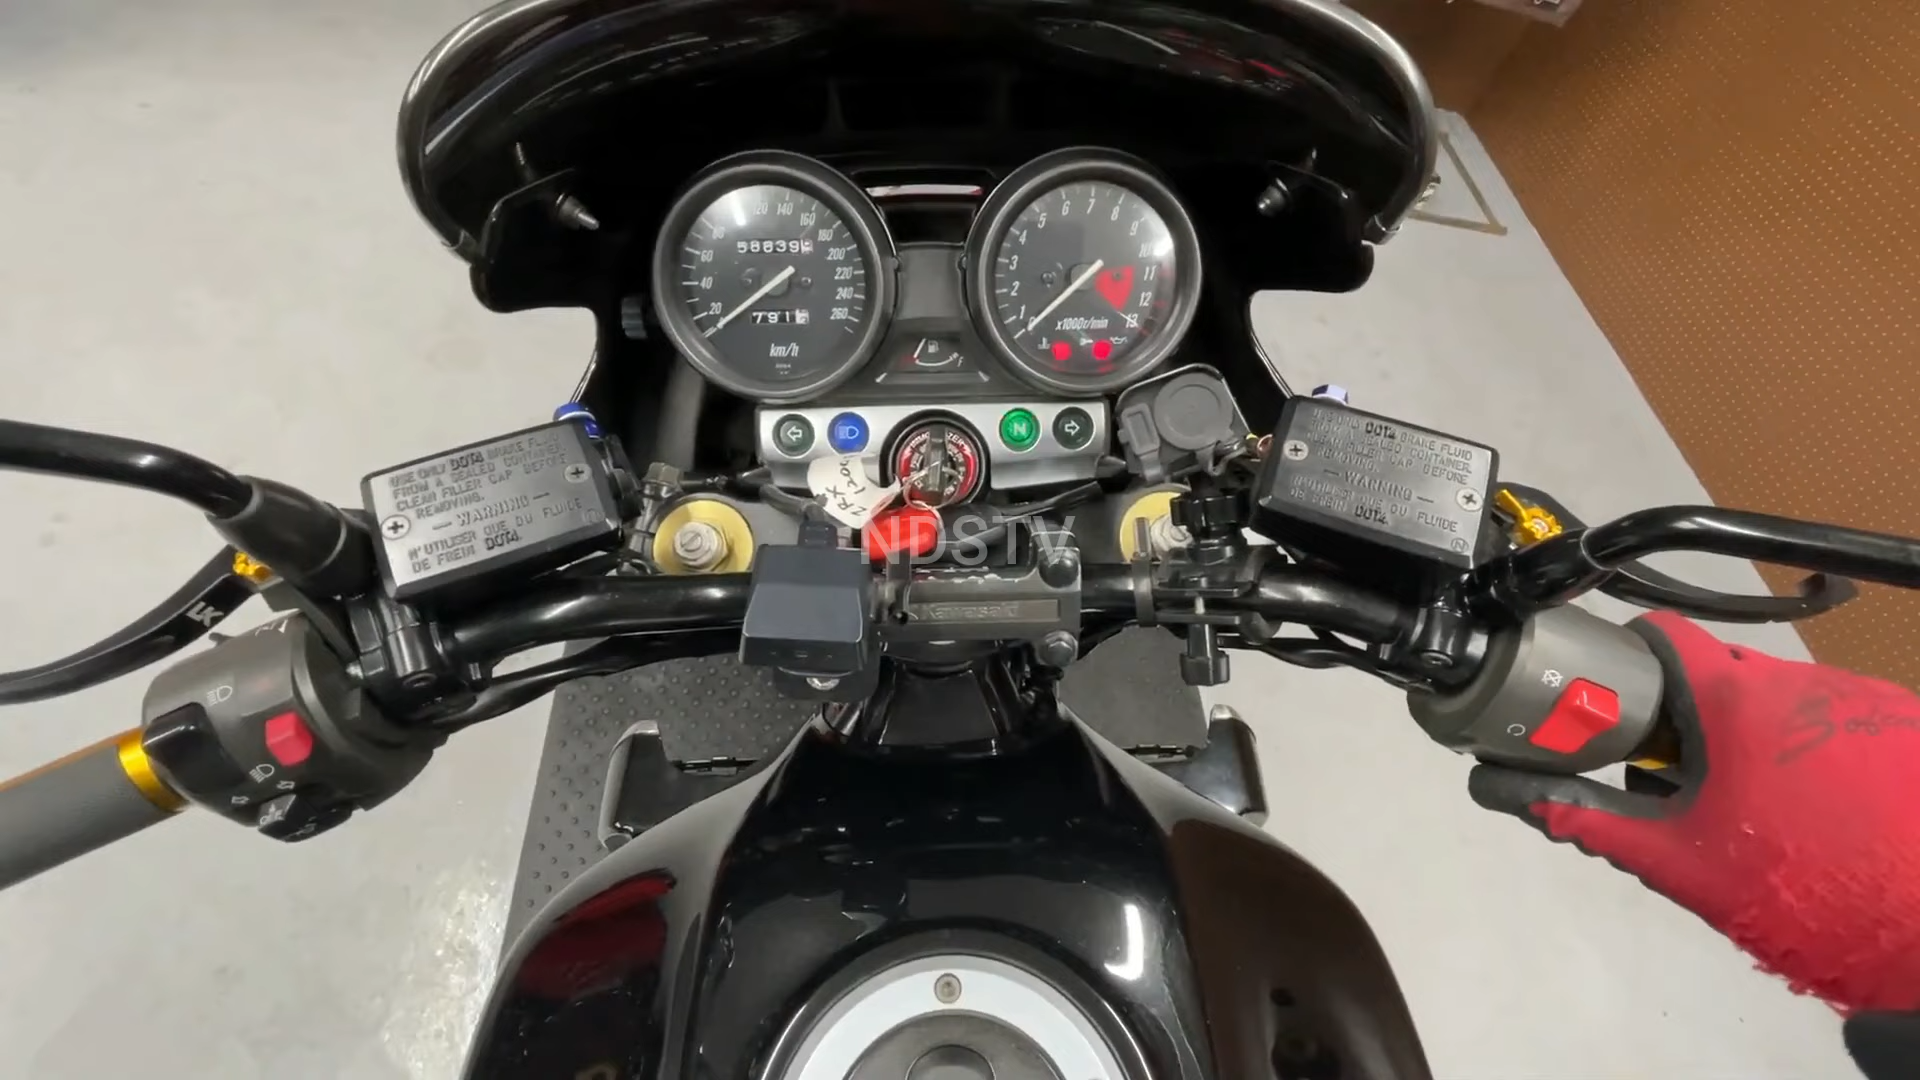 120 140
80
160
180
60
200
40
220
20
240
260
58839
791
km/h
1 2 3 4 5 6 7 8 9 10 11 12 13
x1000r/min
F
N
ZRX
1200
USE ONLY DOT4 BRAKE FLUID
FROM A SEALED CONTAINER.
CLEAN FILLER CAP BEFORE
REMOVING.
— WARNING —
N'UTILISER QUE DU FLUIDE
DE FREIN DOT4.
USE ONLY DOT4 BRAKE FLUID
FROM A SEALED CONTAINER.
CLEAN FILLER CAP BEFORE
REMOVING.
— WARNING —
N'UTILISER QUE DU FLUIDE
DE FREIN DOT4.
NDSTV
Kawasaki
LK